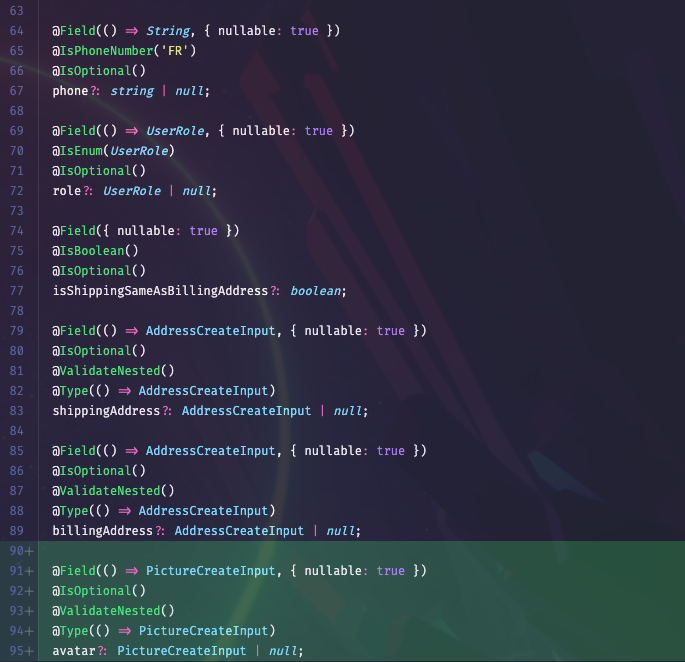 63
64 @Field(() => String, { nullable: true })
65 @IsPhoneNumber('FR')
66 @IsOptional()
67 phone?: string | null;
68
69 @Field(() => UserRole, { nullable: true })
70 @IsEnum(UserRole)
71 @IsOptional()
72 role?: UserRole | null;
73
74 @Field({ nullable: true })
75 @IsBoolean()
76 @IsOptional()
77 isShippingSameAsBillingAddress?: boolean;
78
79 @Field(() => AddressCreateInput, { nullable: true })
80 @IsOptional()
81 @ValidateNested()
82 @Type(() => AddressCreateInput)
83 shippingAddress?: AddressCreateInput | null;
84
85 @Field(() => AddressCreateInput, { nullable: true })
86 @IsOptional()
87 @ValidateNested()
88 @Type(() => AddressCreateInput)
89 billingAddress?: AddressCreateInput | null;
90+
91+ @Field(() => PictureCreateInput, { nullable: true })
92+ @IsOptional()
93+ @ValidateNested()
94+ @Type(() => PictureCreateInput)
95+ avatar?: PictureCreateInput | null;